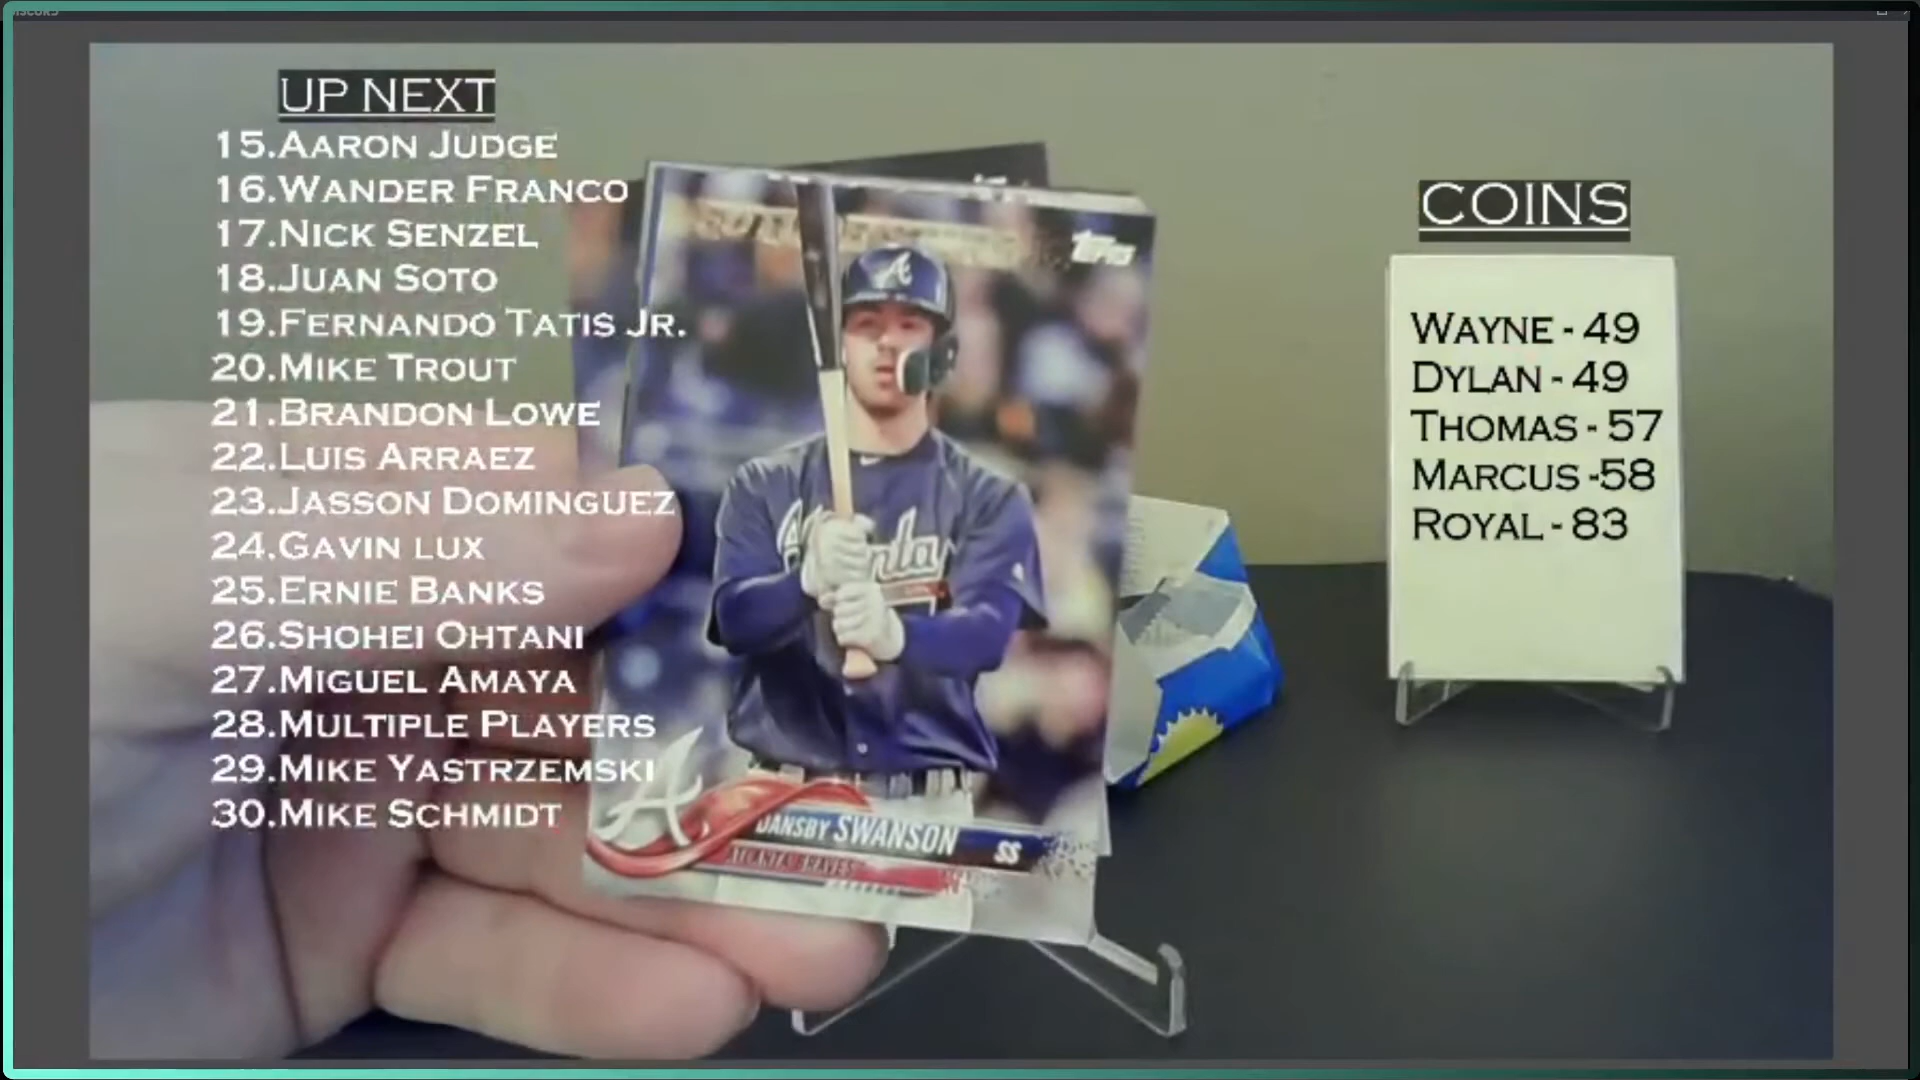 UP NEXT
15.AARON JUDGE
16.WANDER FRANCO
17.NICK SENZEL
18.JUAN SOTO
19.FERNANDO TATIS JR.
20.MIKE TROUT
21.BRANDON LOWE
22.LUIS ARRAEZ
23.JASSON DOMINGUEZ
24.GAVIN LUX
25.ERNIE BANKS
26.SHOHEI OHTANI
27.MIGUEL AMAYA
28.MULTIPLE PLAYERS
29.MIKE YASTRZEMSKI
30.MIKE SCHMIDT
topps
A
Atlanta
A
DANSBY SWANSON SS
ATLANTA BRAVES
COINS
WAYNE - 49
DYLAN - 49
THOMAS - 57
MARCUS -58
ROYAL - 83